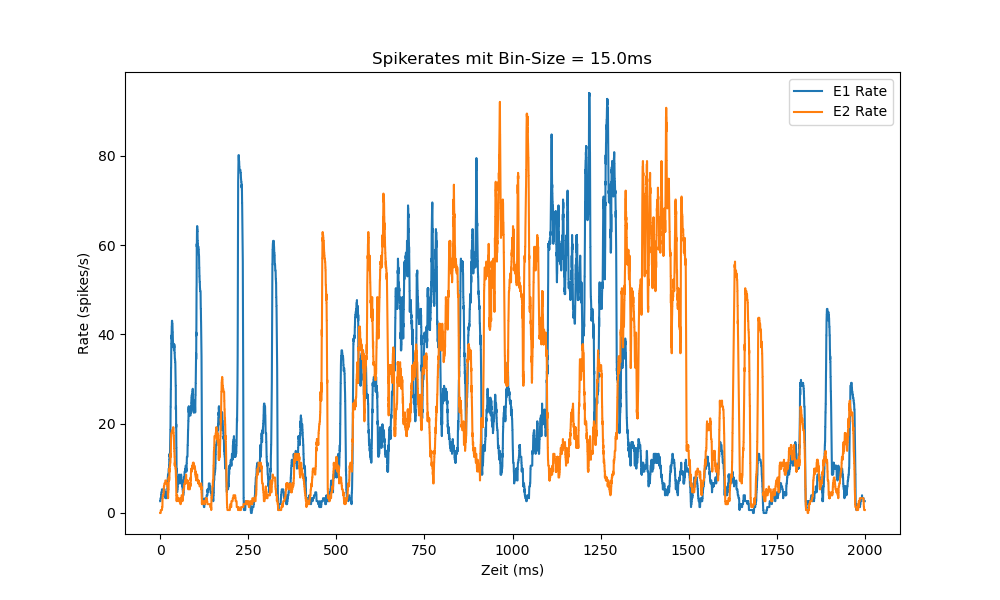 Spikerates mit Bin-Size = 15.0ms
E1 Rate
E2 Rate
Rate (spikes/s)
80
60
40
20
0
0 250 500 750 1000 1250 1500 1750 2000
Zeit (ms)